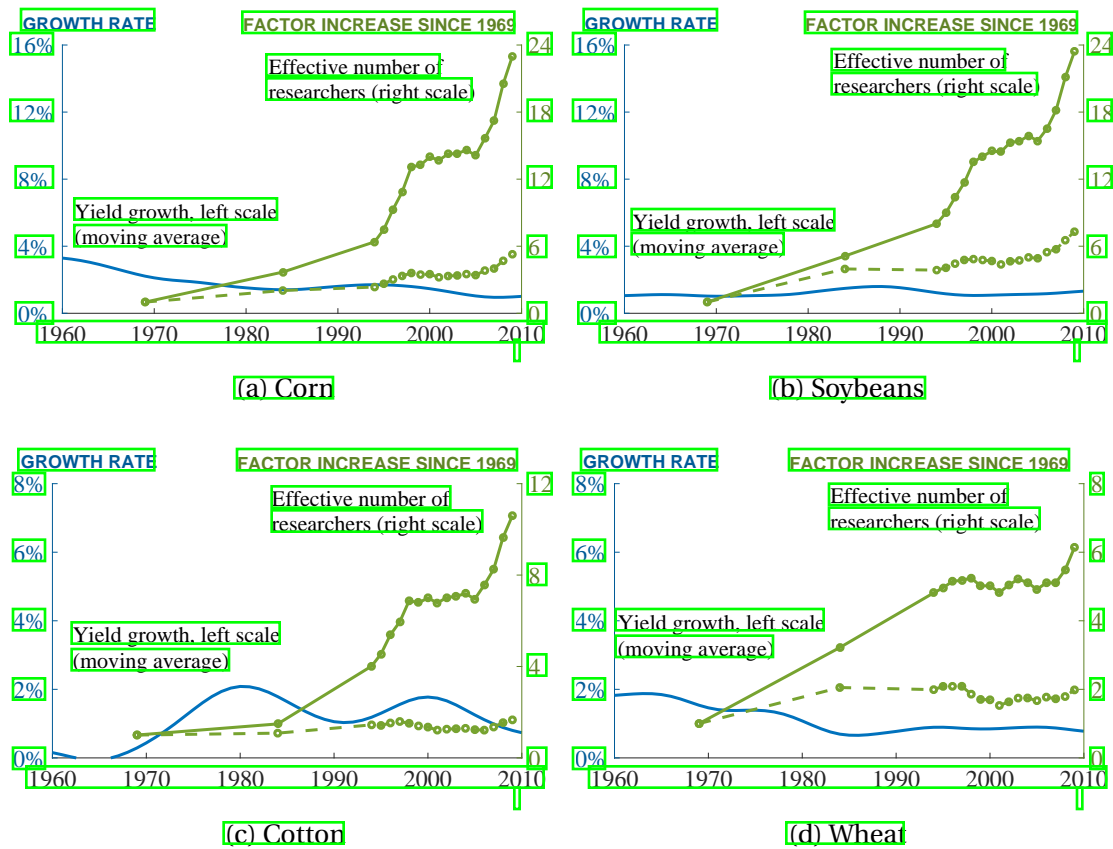 GROWTH RATE FACTOR INCREASE SINCE 1969
16% 24
Effective number of
researchers (right scale)
12% 18
8% 12
Yield growth, left scale
(moving average)
4% 6
0% 0
1960 1970 1980 1990 2000 2010
(a) Corn
GROWTH RATE FACTOR INCREASE SINCE 1969
16% 24
Effective number of
researchers (right scale)
12% 18
8% 12
Yield growth, left scale
(moving average)
4% 6
0% 0
1960 1970 1980 1990 2000 2010
(b) Soybeans
GROWTH RATE FACTOR INCREASE SINCE 1969
8% 12
Effective number of
researchers (right scale)
6% 8
4%
Yield growth, left scale
(moving average)
4
2%
0% 0
1960 1970 1980 1990 2000 2010
(c) Cotton
GROWTH RATE FACTOR INCREASE SINCE 1969
8% 8
Effective number of
researchers (right scale)
6% 6
4% 4
Yield growth, left scale
(moving average)
2% 2
0% 0
1960 1970 1980 1990 2000 2010
(d) Wheat